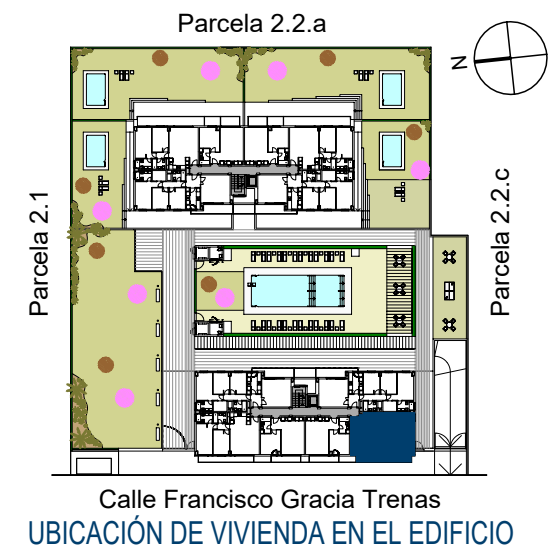 Parcela 2.2.a
N
Parcela 2.1
Parcela 2.2.c
Calle Francisco Gracia Trenas
UBICACIÓN DE VIVIENDA EN EL EDIFICIO